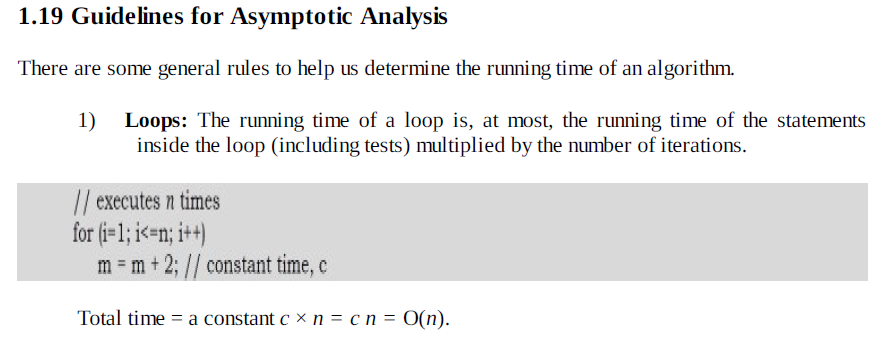 1.19 Guidelines for Asymptotic Analysis
There are some general rules to help us determine the running time of an algorithm.
1) Loops: The running time of a loop is, at most, the running time of the statements
inside the loop (including tests) multiplied by the number of iterations.
// executes n times
for (i=1; i<=n; i++)
m = m + 2; // constant time, c
Total time = a constant c × n = c n = O(n).